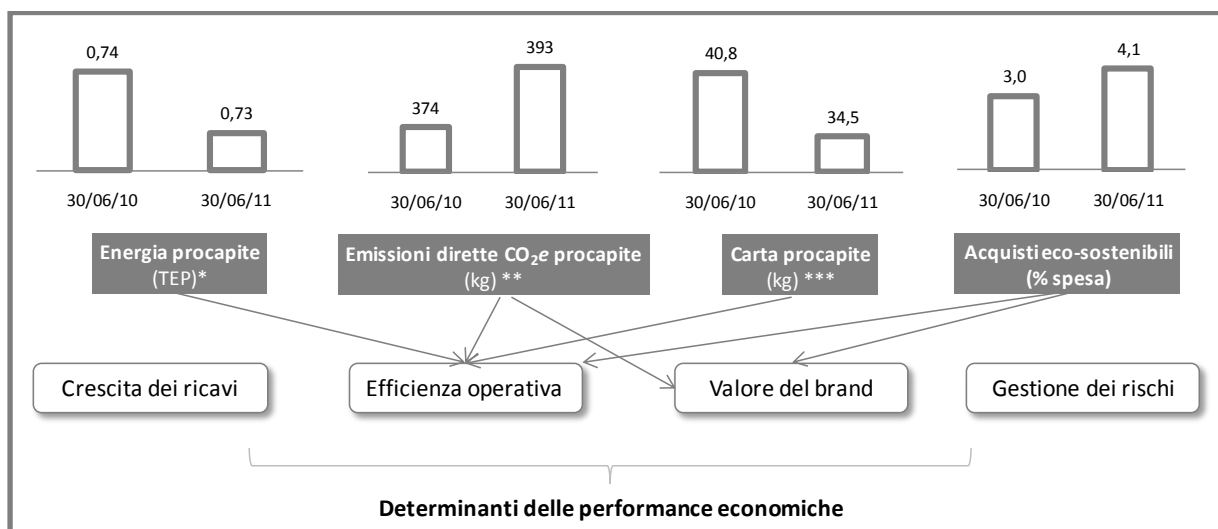 0,74
0,73
30/06/10
30/06/11
374
393
30/06/10
30/06/11
40,8
34,5
30/06/10
30/06/11
3,0
4,1
30/06/10
30/06/11
Energia procapite
(TEP)*
Emissioni dirette CO₂e procapite
(kg) **
Carta procapite
(kg) ***
Acquisti eco-sostenibili
(% spesa)
Crescita dei ricavi
Efficienza operativa
Valore del brand
Gestione dei rischi
Determinanti delle performance economiche